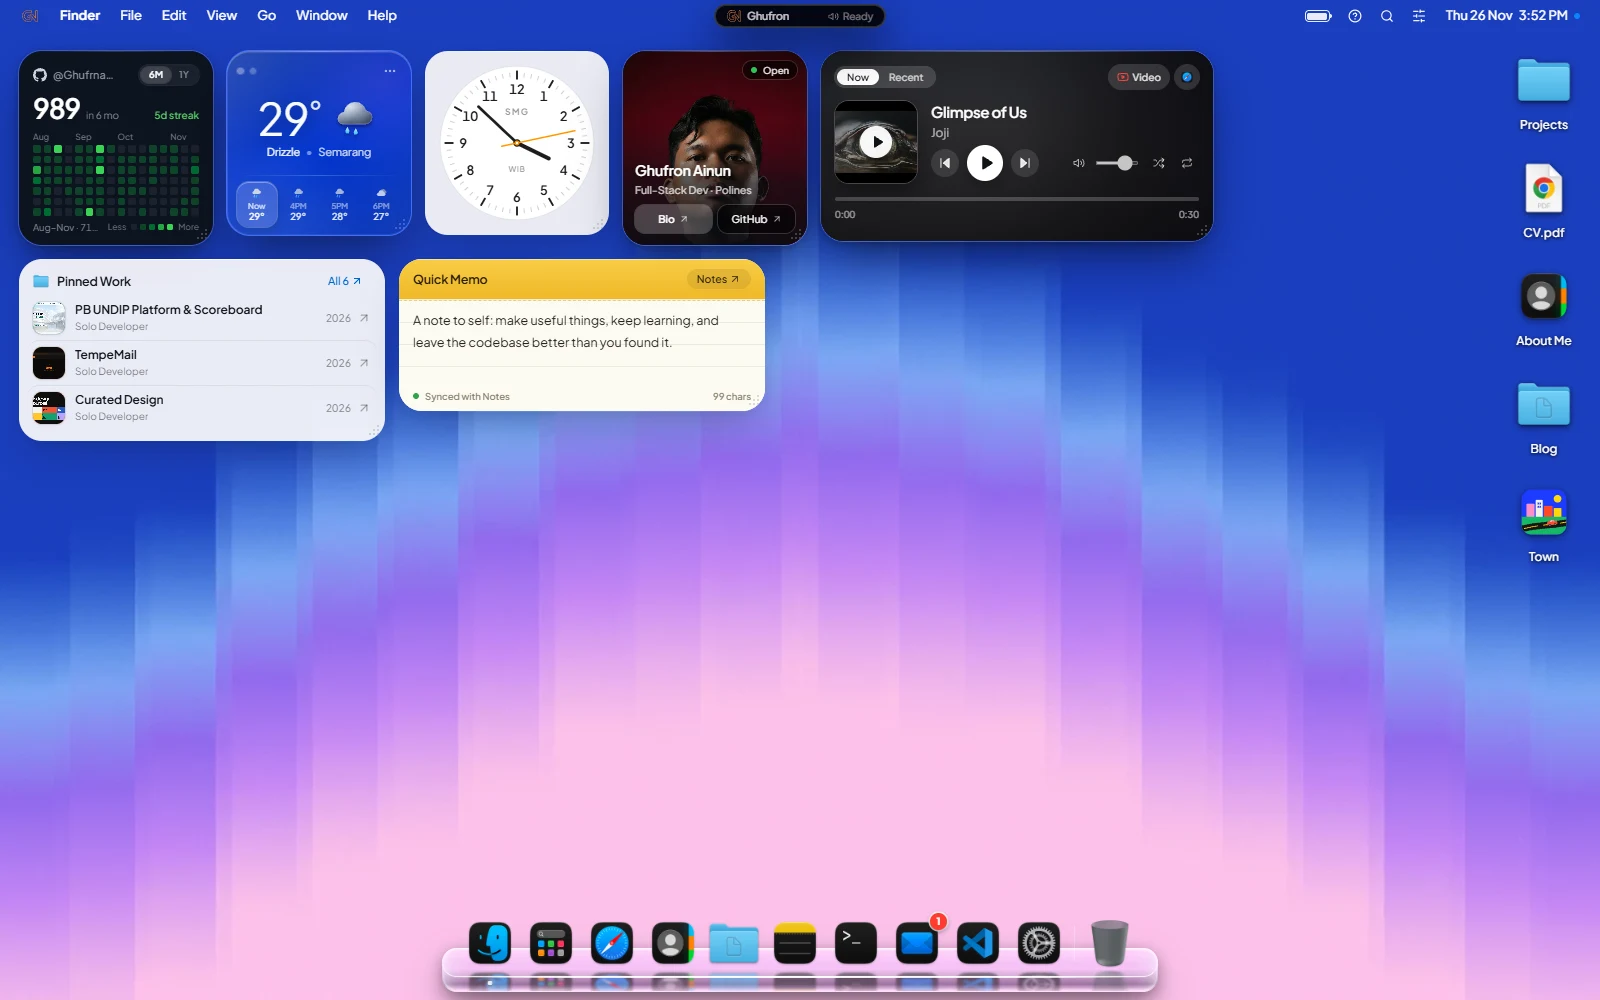 Finder File Edit View Go Window Help
Ghufron Ready
Thu 26 Nov 3:52 PM
@Ghufrna...
6M 1Y
989 in 6 mo
5d streak
Aug Sep Oct Nov
Aug-Nov · 71...
Less More
29°
Drizzle • Semarang
Now 4PM 5PM 6PM
29° 29° 28° 27°
12 1 2 3 4 5 6 7 8 9 10 11
SMG
WIB
Open
Ghufron Ainun
Full-Stack Dev · Polines
Bio ↗ GitHub ↗
Now Recent
Video
Glimpse of Us
Joji
0:00 0:30
Pinned Work
All 6 ↗
PB UNDIP Platform & Scoreboard
Solo Developer
2026 ↗
TempeMail
Solo Developer
2026 ↗
Curated Design
Solo Developer
2026 ↗
Quick Memo
Notes ↗
A note to self: make useful things, keep learning, and
leave the codebase better than you found it.
Synced with Notes
99 chars
Projects
PDF
CV.pdf
About Me
Blog
Town
>_
1